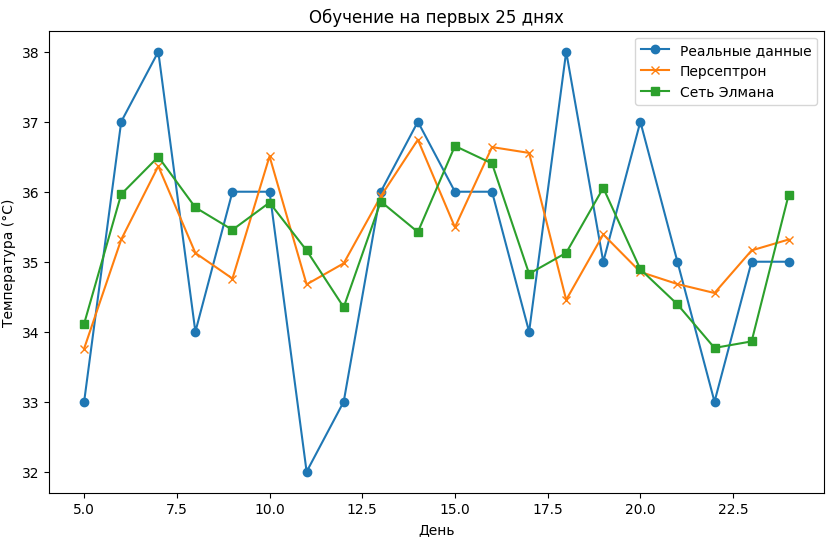 Обучение на первых 25 днях
Реальные данные
Персептрон
Сеть Элмана
Температура (°C)
38
37
36
35
34
33
32
5.0 7.5 10.0 12.5 15.0 17.5 20.0 22.5
День